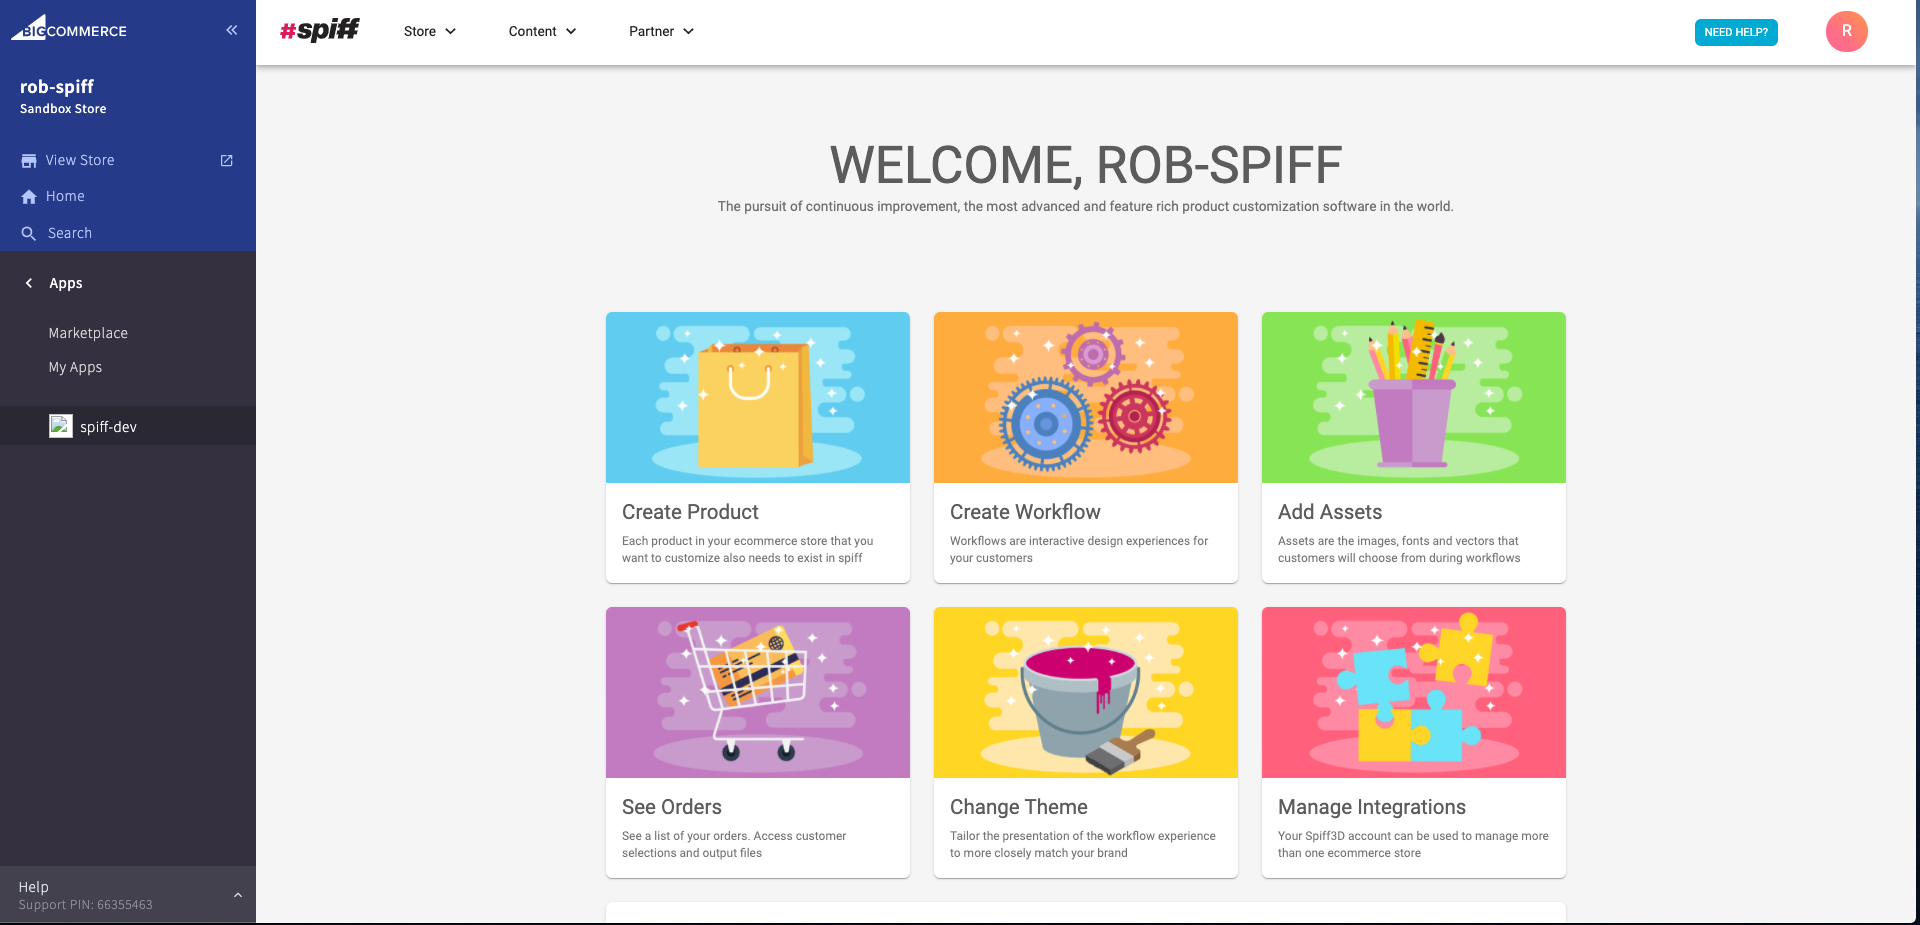 BIGCOMMERCE
rob-spiff
Sandbox Store
View Store
Home
Search
Apps
Marketplace
My Apps
spiff-dev
Help
Support PIN: 66355463
#spiff
Store
Content
Partner
NEED HELP?
R
WELCOME, ROB-SPIFF
The pursuit of continuous improvement, the most advanced and feature rich product customization software in the world.
Create Product
Each product in your ecommerce store that you
want to customize also needs to exist in spiff
Create Workflow
Workflows are interactive design experiences for
your customers
Add Assets
Assets are the images, fonts and vectors that
customers will choose from during workflows
See Orders
See a list of your orders. Access customer
selections and output files
Change Theme
Tailor the presentation of the workflow experience
to more closely match your brand
Manage Integrations
Your Spiff3D account can be used to manage more
than one ecommerce store